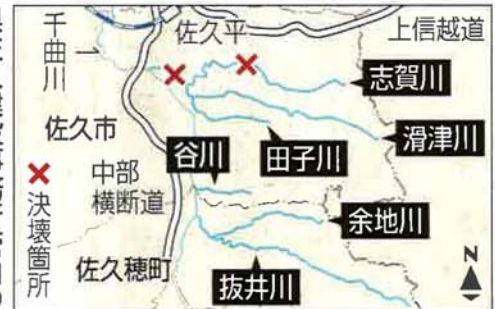 千曲川
佐久平
上信越道
志賀川
佐久市
滑津川
谷川
田子川
✕決壊箇所
中部
横断道
余地川
佐久穂町
抜井川
N